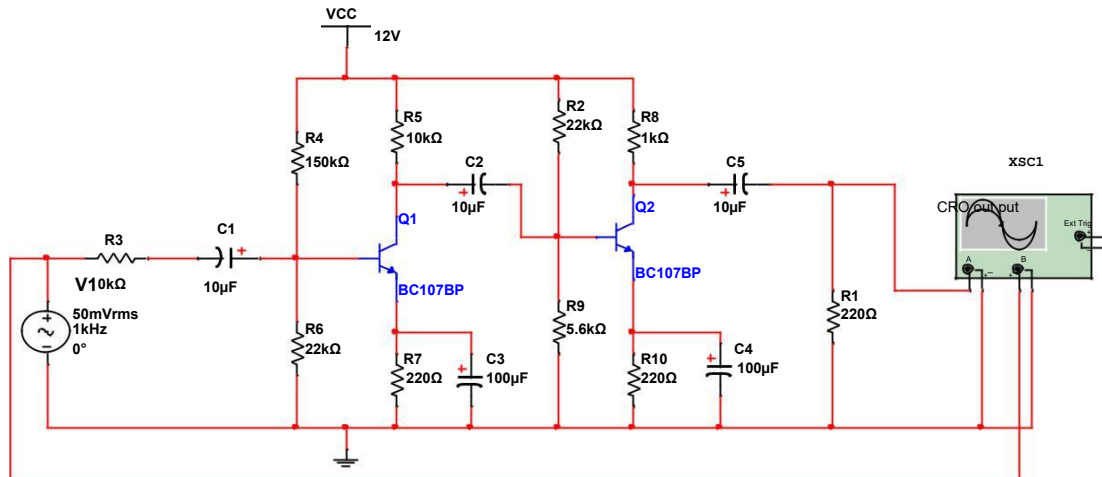 VCC
12V
R4
150kΩ
R5
10kΩ
R2
22kΩ
R8
1kΩ
C2
10µF
C5
10µF
XSC1
CRO output
Ext Trig
+
A
B
+
−
+
Q1
BC107BP
Q2
BC107BP
R3
10kΩ
V1
C1
10µF
50mVrms
1kHz
0°
R6
22kΩ
R7
220Ω
C3
100µF
R9
5.6kΩ
R10
220Ω
C4
100µF
R1
220Ω